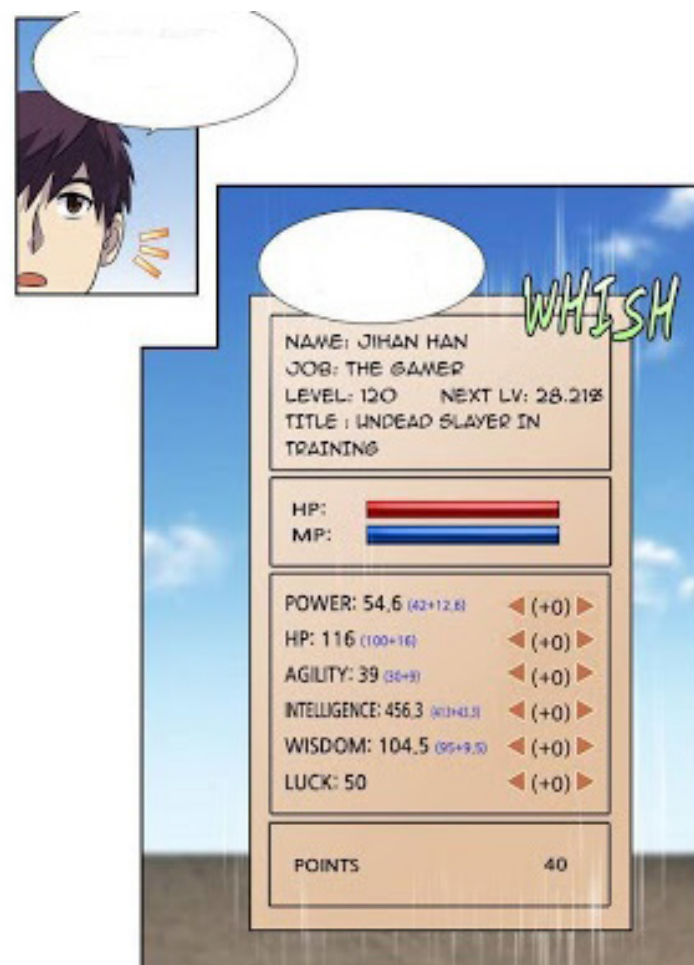 WHISH
NAME: JIHAN HAN
JOB: THE GAMER
LEVEL: 120 NEXT LV: 28.21%
TITLE : UNDEAD SLAYER IN
TRAINING
HP:
MP:
POWER: 54.6 (42+12.6) (+0)
HP: 116 (100+16) (+0)
AGILITY: 39 (30+9) (+0)
INTELLIGENCE: 456.3 (+0)
WISDOM: 104.5 (95+9.5) (+0)
LUCK: 50 (+0)
POINTS 40